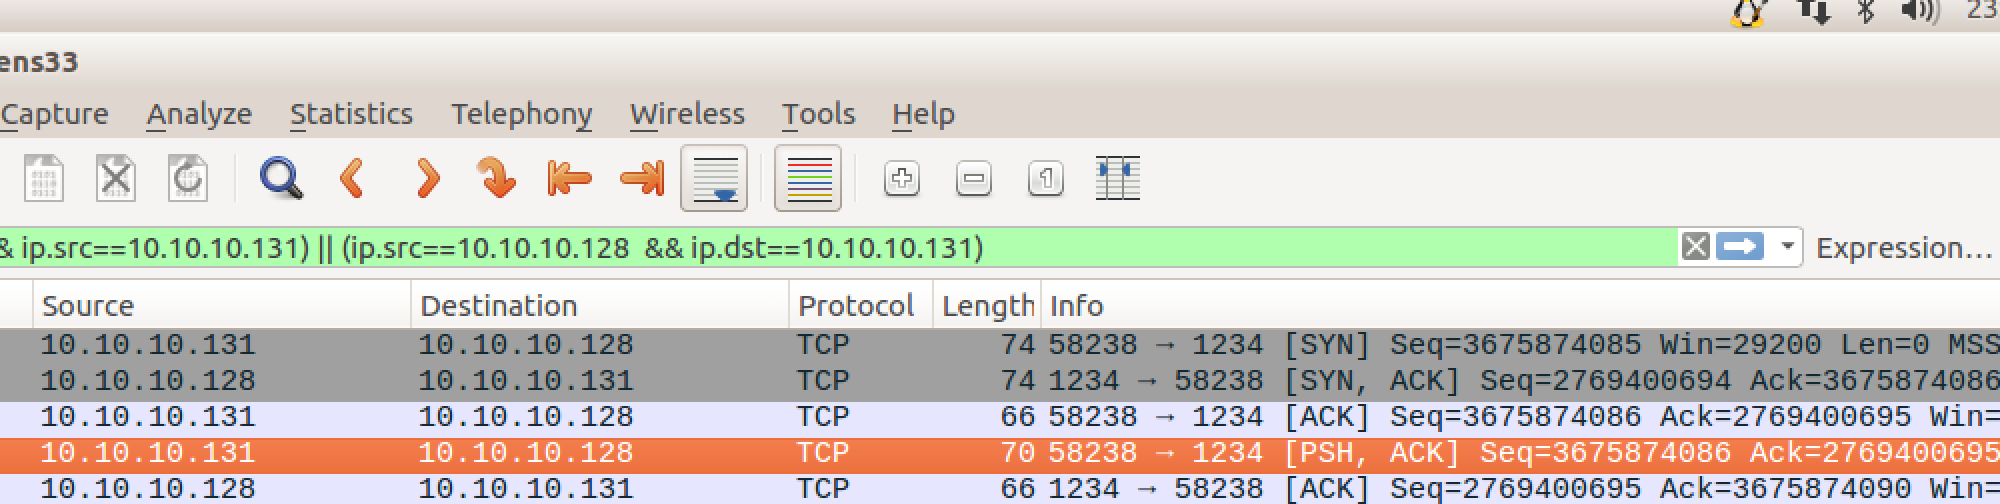 23
ens33
Capture Analyze Statistics Telephony Wireless Tools Help
& ip.src==10.10.10.131) || (ip.src==10.10.10.128 && ip.dst==10.10.10.131) Expression…
Source Destination Protocol Length Info
10.10.10.131 10.10.10.128 TCP 74 58238 → 1234 [SYN] Seq=3675874085 Win=29200 Len=0 MSS
10.10.10.128 10.10.10.131 TCP 74 1234 → 58238 [SYN, ACK] Seq=2769400694 Ack=3675874086
10.10.10.131 10.10.10.128 TCP 66 58238 → 1234 [ACK] Seq=3675874086 Ack=2769400695 Win=
10.10.10.131 10.10.10.128 TCP 70 58238 → 1234 [PSH, ACK] Seq=3675874086 Ack=2769400695
10.10.10.128 10.10.10.131 TCP 66 1234 → 58238 [ACK] Seq=2769400695 Ack=3675874090 Win=